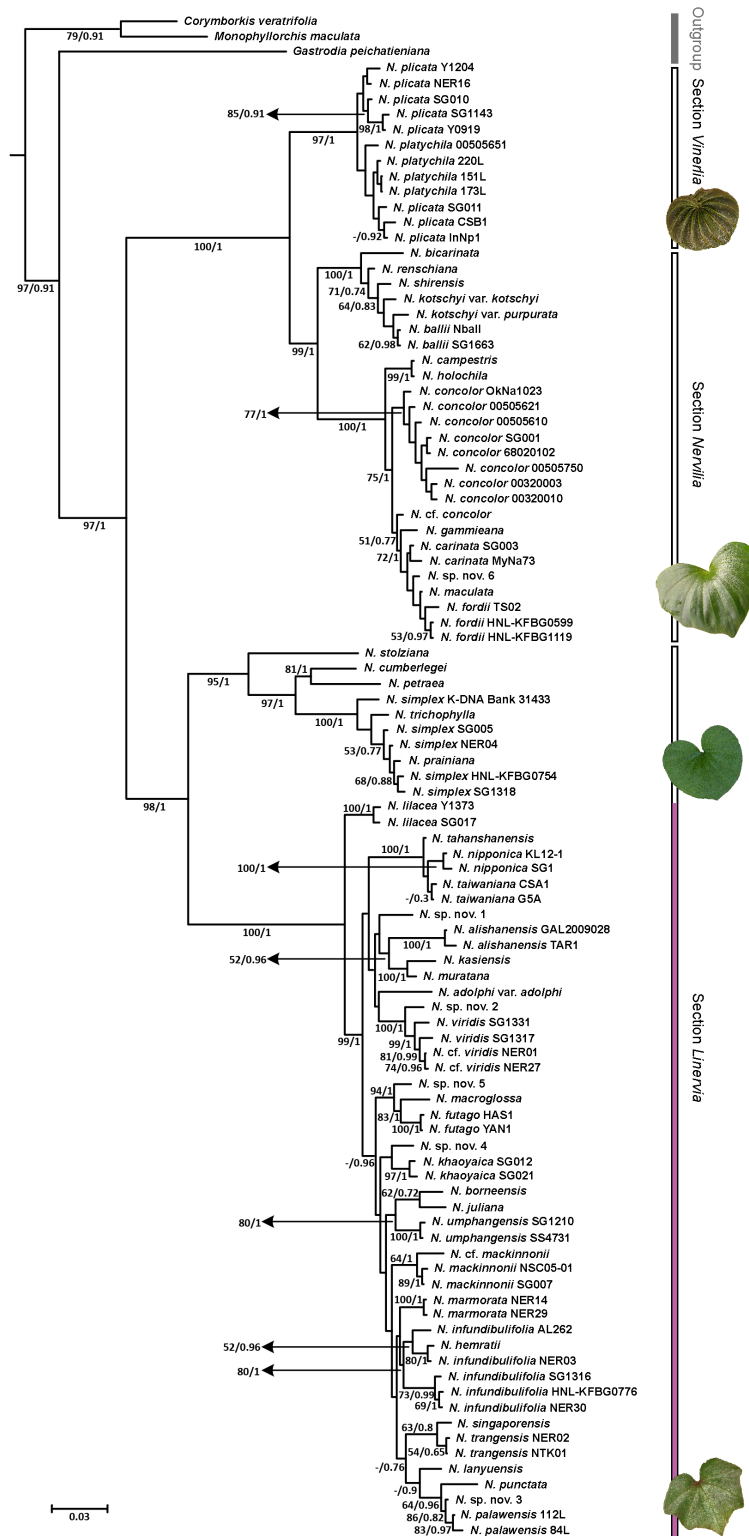 Corymborkis veratrifolia
79/0.91
Monophyllorchis maculata
Gastrodia peichatieniana
N. plicata Y1204
N. plicata NER16
N. plicata SG010
85/0.91
N. plicata SG1143
98/1
N. plicata Y0919
97/1
N. platychila 00505651
N. platychila 220L
N. platychila 151L
N. platychila 173L
N. plicata SG011
N. plicata CSB1
-/0.92
N. plicata InNp1
100/1
N. bicarinata
100/1
N. renschiana
97/0.91
N. shirensis
71/0.74
N. kotschyi var. kotschyi
64/0.83
N. kotschyi var. purpurata
N. ballii Nball
62/0.98
N. ballii SG1663
99/1
N. campestris
99/1
N. holochila
N. concolor OkNa1023
N. concolor 00505621
77/1
N. concolor 00505610
100/1
N. concolor SG001
N. concolor 68020102
N. concolor 00505750
75/1
N. concolor 00320003
N. concolor 00320010
N. cf. concolor
97/1
N. gammieana
51/0.77
N. carinata SG003
72/1
N. carinata MyNa73
N. sp. nov. 6
N. maculata
N. fordii TS02
N. fordii HNL-KFBG0599
53/0.97
N. fordii HNL-KFBG1119
N. stolziana
81/1
N. cumberlegei
95/1
N. petraea
97/1
N. simplex K-DNA Bank 31433
100/1
N. trichophylla
N. simplex SG005
53/0.77
N. simplex NER04
N. prainiana
68/0.88
N. simplex HNL-KFBG0754
N. simplex SG1318
98/1
100/1
N. lilacea Y1373
N. lilacea SG017
N. tahanshanensis
100/1
N. nipponica KL12-1
100/1
N. nipponica SG1
N. taiwaniana CSA1
-/0.3
N. taiwaniana G5A
N. sp. nov. 1
100/1
N. alishanensis GAL2009028
100/1
N. alishanensis TAR1
52/0.96
N. kasiensis
100/1
N. muratana
N. adolphi var. adolphi
N. sp. nov. 2
100/1
N. viridis SG1331
99/1
N. viridis SG1317
99/1
81/0.99
N. cf. viridis NER01
74/0.96
N. cf. viridis NER27
N. sp. nov. 5
94/1
N. macroglossa
83/1
N. futago HAS1
100/1
N. futago YAN1
N. sp. nov. 4
-/0.96
N. khaoyaica SG012
97/1
N. khaoyaica SG021
62/0.72
N. borneensis
N. juliana
80/1
N. umphangensis SG1210
100/1
N. umphangensis SS4731
64/1
N. cf. mackinnonii
N. mackinnonii NSC05-01
89/1
N. mackinnonii SG007
100/1
N. marmorata NER14
N. marmorata NER29
N. infundibulifolia AL262
52/0.96
N. hemratii
80/1
N. infundibulifolia NER03
80/1
N. infundibulifolia SG1316
73/0.99
N. infundibulifolia HNL-KFBG0776
69/1
N. infundibulifolia NER30
63/0.8
N. singaporensis
N. trangensis NER02
54/0.65
N. trangensis NTK01
-/0.76
N. lanyuensis
-/0.9
N. punctata
64/0.96
N. sp. nov. 3
86/0.82
N. palawensis 112L
83/0.97
N. palawensis 84L
0.03
Outgroup
Section Vinerlia
Section Nervilia
Section Linervia